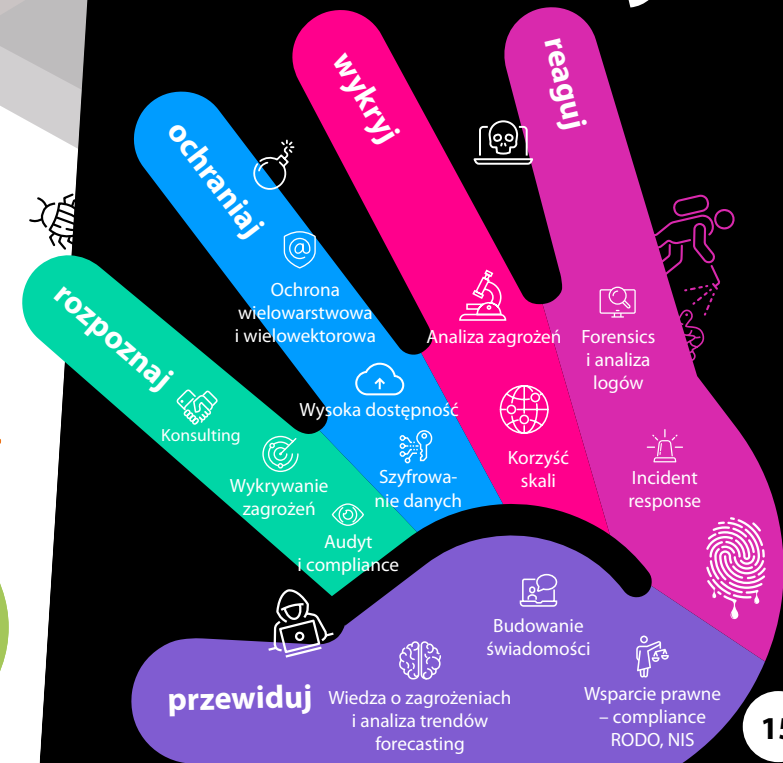 rozpoznaj
Konsulting
Wykrywanie
zagrożeń
Audyt
i compliance
ochraniaj
@
Ochrona
wielowarstwowa
i wielowektorowa
Wysoka dostępność
Szyfrowa-
nie danych
wykryj
Analiza zagrożeń
Korzyść
skali
reaguj
Forensics
i analiza
logów
Incident
response
przewiduj
Wiedza o zagrożeniach
i analiza trendów
forecasting
Budowanie
świadomości
Wsparcie prawne
– compliance
RODO, NIS